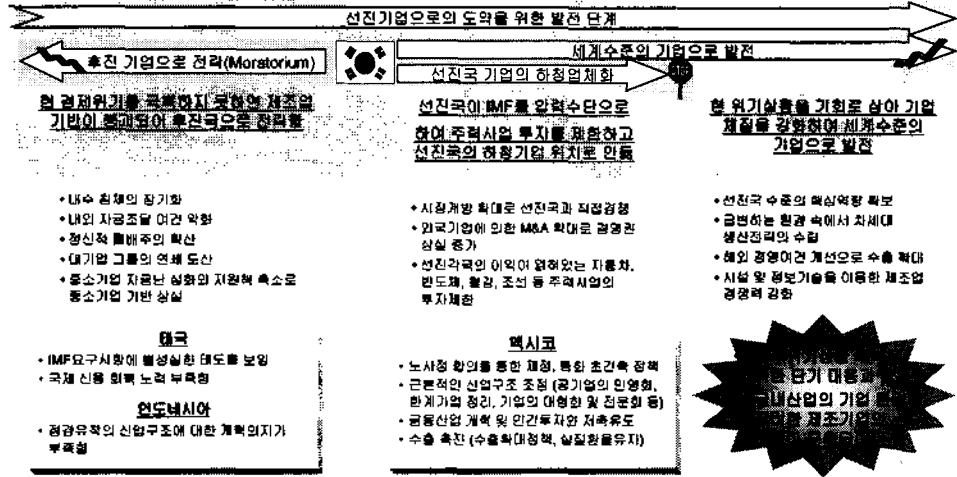 선진기업으로의 도약을 위한 발전 단계
후진 기업으로 전락(Moratorium)
세계수준의 기업으로 발전
선진국 기업의 하청업체화
현 경제위기를 극복하지 못하면 제조업
기반이 붕괴되어 후진국으로 전락함
• 내수 침체의 장기화
• 내외 자금조달 여건 악화
• 정신적 패배주의 확산
• 대기업 그룹의 연쇄 도산
• 중소기업 자금난 심화와 지원책 축소로
중소기업 기반 상실
태국
• IMF요구사항에 불성실한 태도를 보임
• 국제 신용 회복 노력 부족함
인도네시아
• 정경유착의 산업구조에 대한 개혁의지가
부족함
선진국이 IMF를 압력수단으로
하여 주력사업 투자를 제한하고
선진국의 하청기업 위치로 만듦
• 시장개방 확대로 선진국과 직접경쟁
• 외국기업에 의한 M&A 확대로 경영권
상실 증가
• 선진각국의 이익이 얽혀있는 자동차,
반도체, 철강, 조선 등 주력사업의
투자제한
멕시코
• 노사정 합의를 통한 재정, 통화 초긴축 정책
• 근본적인 산업구조 조정 (공기업의 민영화,
한계기업 정리, 기업의 대형화 및 전문화 등)
• 금융산업 개혁 및 민간투자와 저축유도
• 수출 촉진 (수출확대정책, 실질환율유지)
현 위기상황을 기회로 삼아 기업
체질을 강화하여 세계수준의
기업으로 발전
• 선진국 수준의 핵심역량 확보
• 급변하는 환경 속에서 차세대
생산전략의 수립
• 해외 경영여건 개선으로 수출 확대
• 시설 및 정보기술을 이용한 제조업
경쟁력 강화
단기 대응과
국내산업의 기업
제조기업의